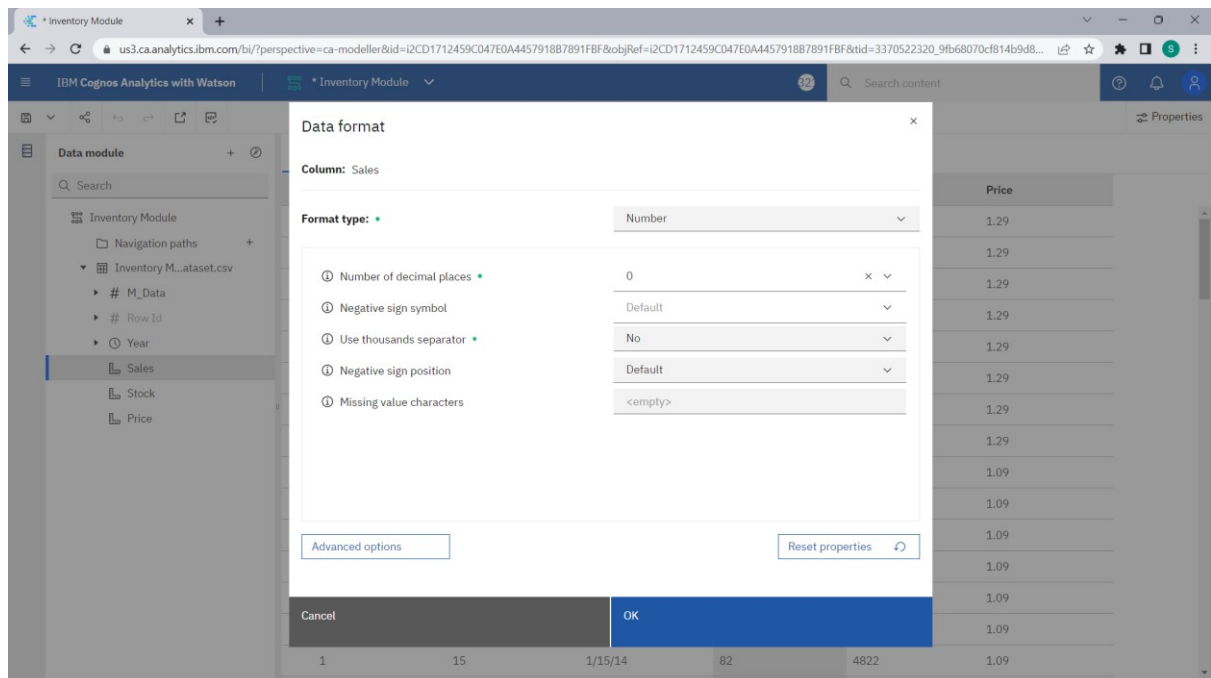 * Inventory Module
us3.ca.analytics.ibm.com/bi/?perspective=ca-modeller&id=i2CD1712459C047E0A4457918B7891FBF&objRef=i2CD1712459C047E0A4457918B7891FBF&tid=3370522320_9fb68070cf814b9d8...
S
IBM Cognos Analytics with Watson
* Inventory Module
Search content
Properties
Data module
Search
Inventory Module
Navigation paths
Inventory M...ataset.csv
# M_Data
# Row Id
Year
Sales
Stock
Price
Data format
Column: Sales
Format type:
Number
Number of decimal places
0
Negative sign symbol
Default
Use thousands separator
No
Negative sign position
Default
Missing value characters
<empty>
Advanced options
Reset properties
Cancel
OK
Price
1.29
1.29
1.29
1.29
1.29
1.29
1.29
1.29
1.09
1.09
1.09
1.09
1.09
1.09
1 15 1/15/14 82 4822 1.09